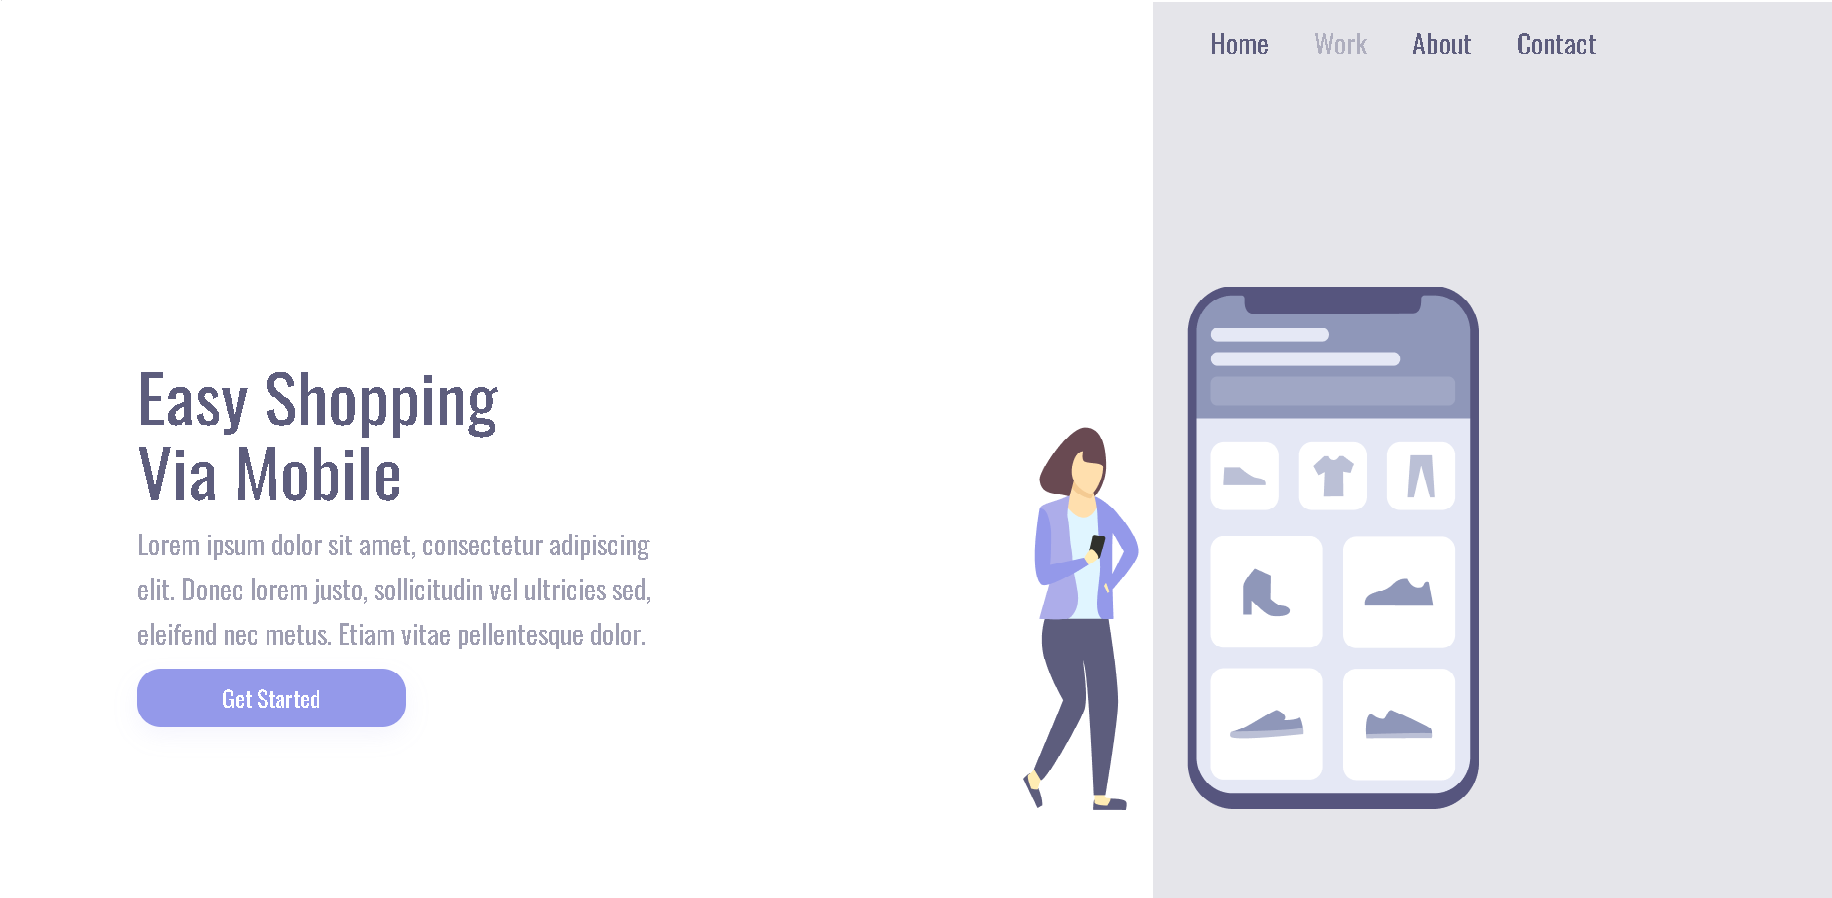 Home Work About Contact
Easy Shopping
Via Mobile
Lorem ipsum dolor sit amet, consectetur adipiscing
elit. Donec lorem justo, sollicitudin vel ultricies sed,
eleifend nec metus. Etiam vitae pellentesque dolor.
Get Started